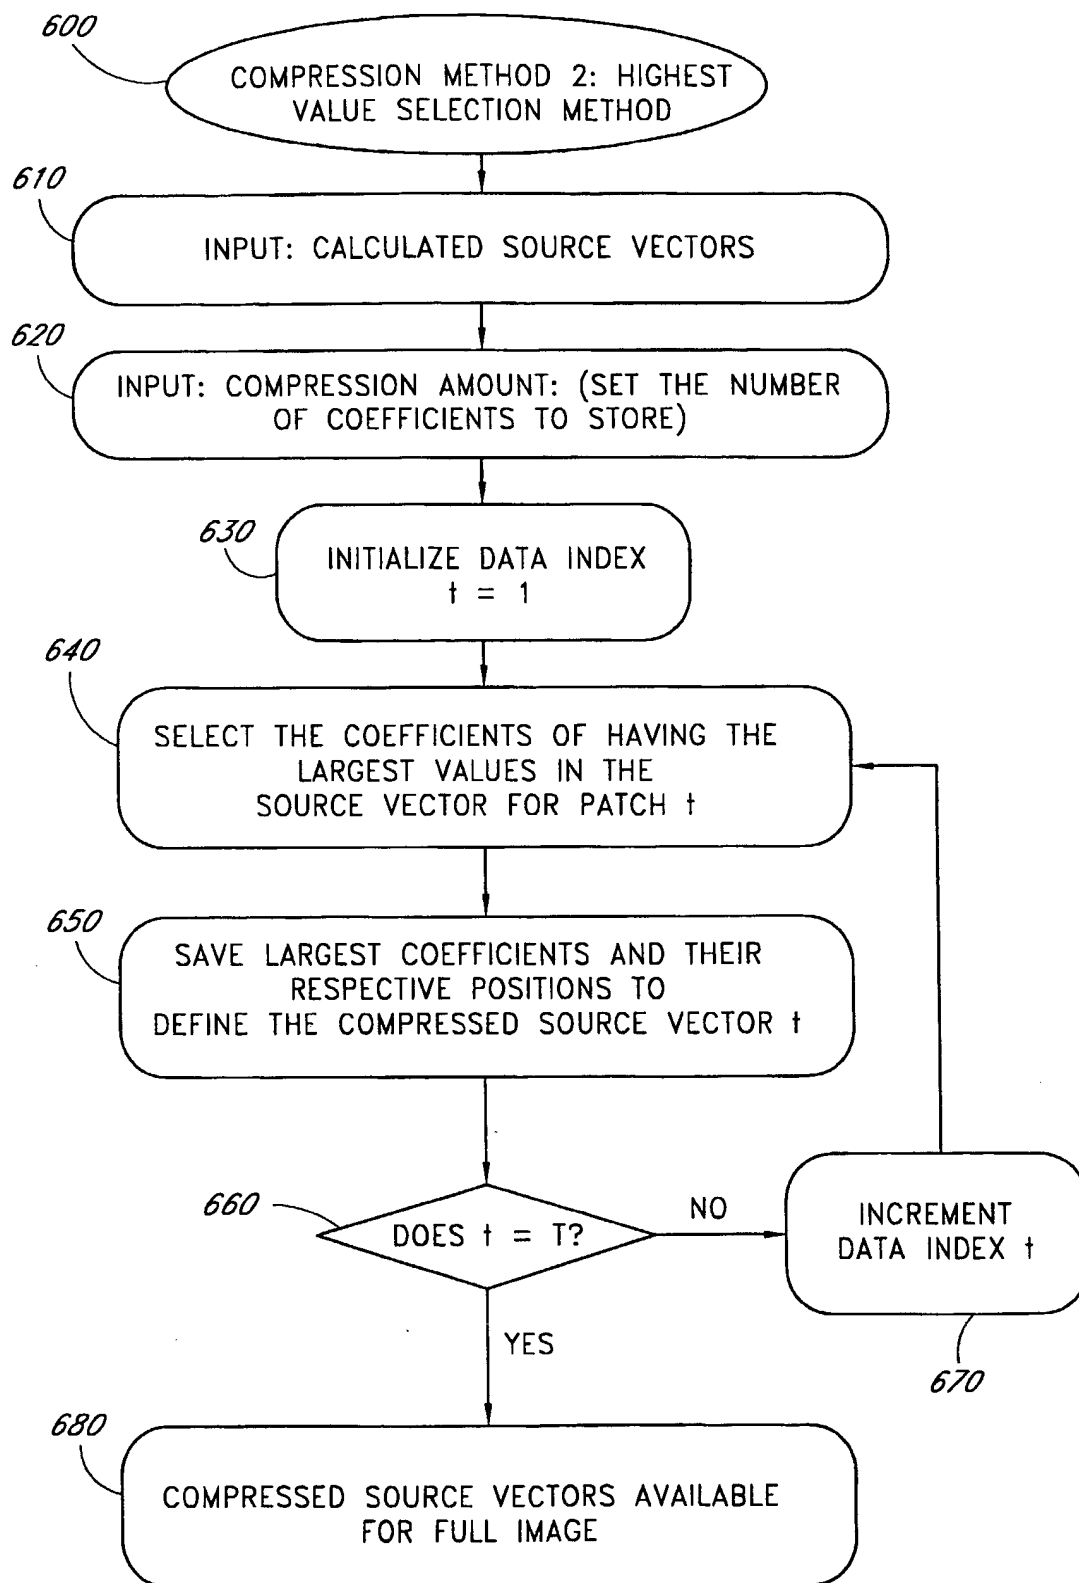 600
COMPRESSION METHOD 2: HIGHEST
VALUE SELECTION METHOD
610
INPUT: CALCULATED SOURCE VECTORS
620
INPUT: COMPRESSION AMOUNT: (SET THE NUMBER
OF COEFFICIENTS TO STORE)
630
INITIALIZE DATA INDEX
t = 1
640
SELECT THE COEFFICIENTS OF HAVING THE
LARGEST VALUES IN THE
SOURCE VECTOR FOR PATCH t
650
SAVE LARGEST COEFFICIENTS AND THEIR
RESPECTIVE POSITIONS TO
DEFINE THE COMPRESSED SOURCE VECTOR t
660
DOES t = T?
NO
INCREMENT
DATA INDEX t
670
YES
680
COMPRESSED SOURCE VECTORS AVAILABLE
FOR FULL IMAGE